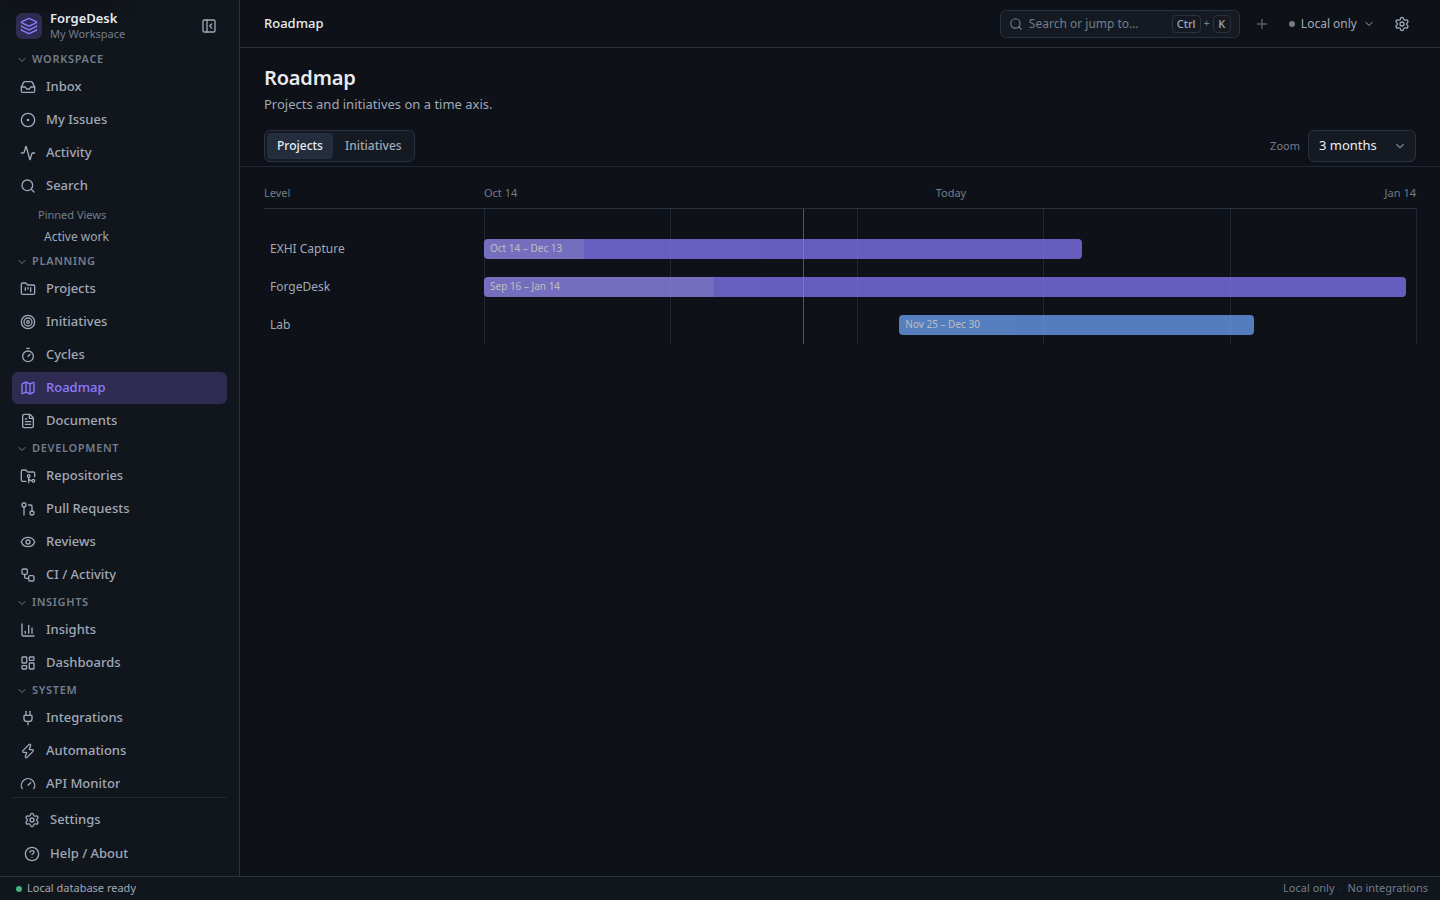 ForgeDesk
My Workspace
WORKSPACE
Inbox
My Issues
Activity
Search
Pinned Views
Active work
PLANNING
Projects
Initiatives
Cycles
Roadmap
Documents
DEVELOPMENT
Repositories
Pull Requests
Reviews
CI / Activity
INSIGHTS
Insights
Dashboards
SYSTEM
Integrations
Automations
API Monitor
Settings
Help / About
Roadmap
Search or jump to... Ctrl + K
Local only
Roadmap
Projects and initiatives on a time axis.
Projects Initiatives
Zoom 3 months
Level Oct 14 Today Jan 14
EXHI Capture Oct 14 – Dec 13
ForgeDesk Sep 16 – Jan 14
Lab Nov 25 – Dec 30
Local database ready
Local only · No integrations